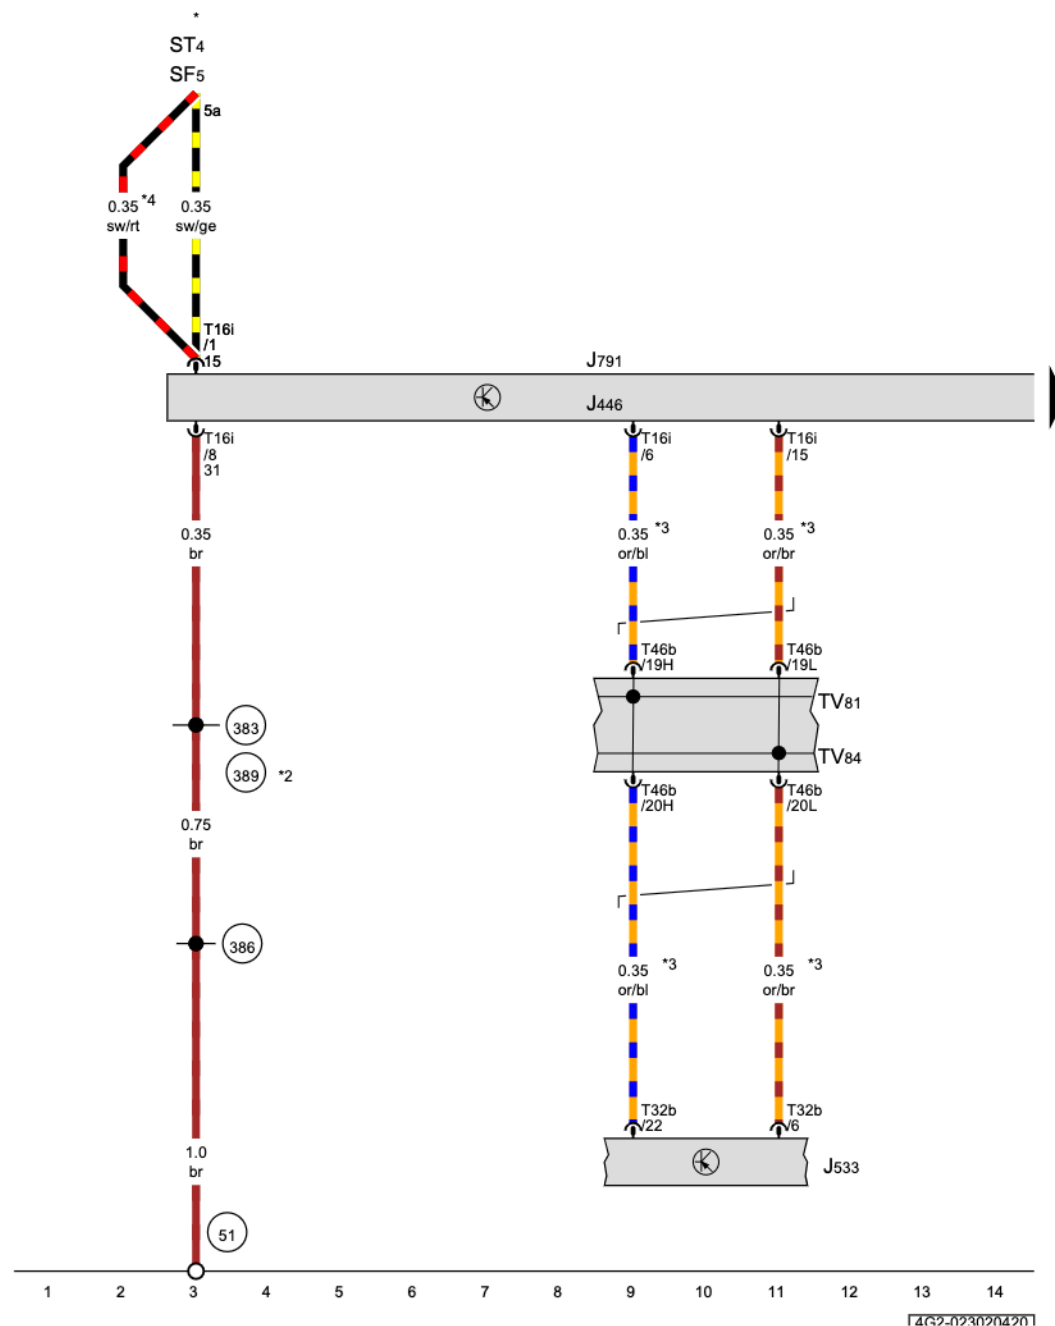 *
ST4
SF5
5a
0.35 *4
sw/rt
0.35
sw/ge
T16i
/1
15
J791
J446
T16i
/8
31
T16i
/6
T16i
/15
0.35
br
0.35 *3
or/bl
0.35 *3
or/br
T46b
/19H
T46b
/19L
TV81
TV84
383
389 *2
T46b
/20H
T46b
/20L
0.75
br
386
0.35 *3
or/bl
0.35 *3
or/br
T32b
/22
T32b
/6
J533
1.0
br
51
1 2 3 4 5 6 7 8 9 10 11 12 13 14
4G2-023020420